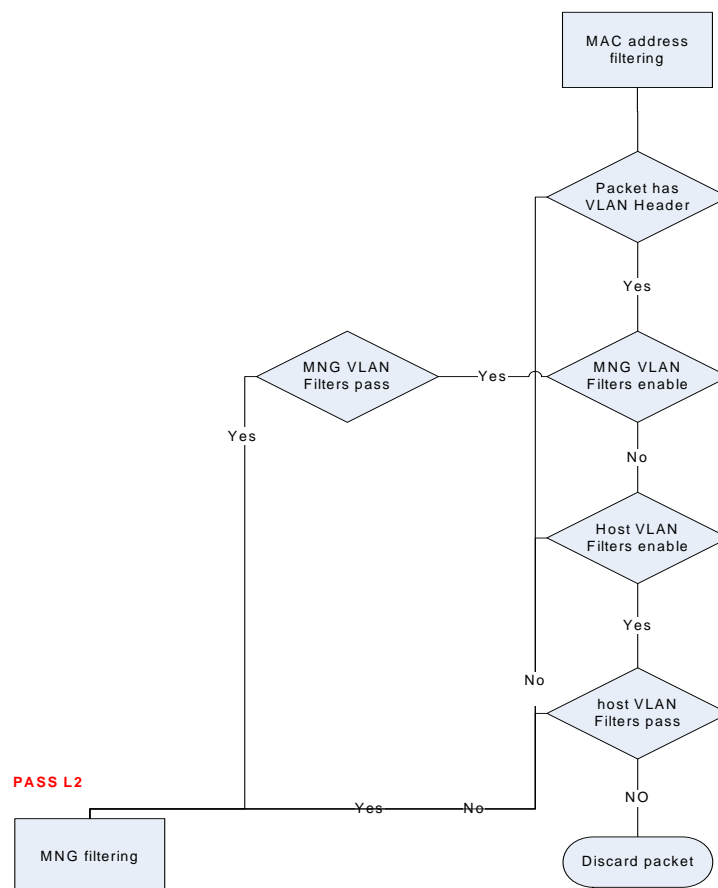 MAC address
filtering
Packet has
VLAN Header
Yes
MNG VLAN
Filters pass
Yes
MNG VLAN
Filters enable
Yes
No
Host VLAN
Filters enable
Yes
No
host VLAN
Filters pass
PASS L2
Yes
No
NO
MNG filtering
Discard packet